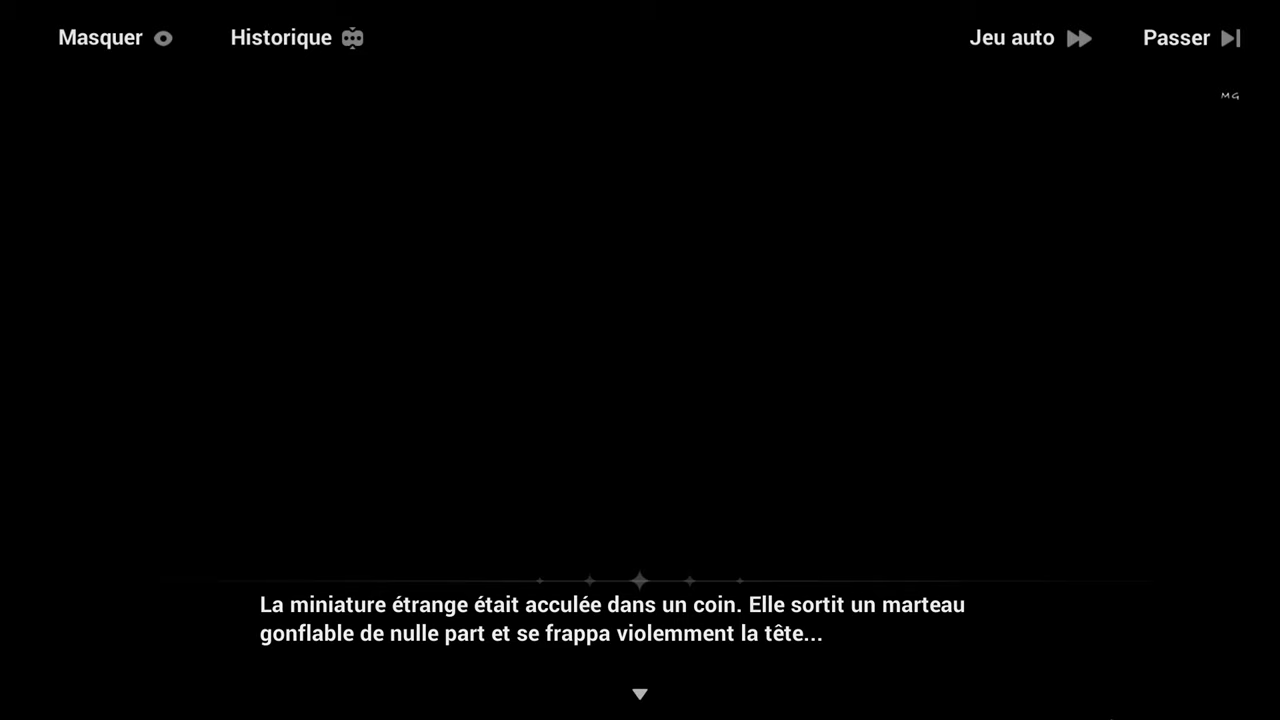 Masquer
Historique
Jeu auto
Passer
MG
La miniature étrange était acculée dans un coin. Elle sortit un marteau
gonflable de nulle part et se frappa violemment la tête...